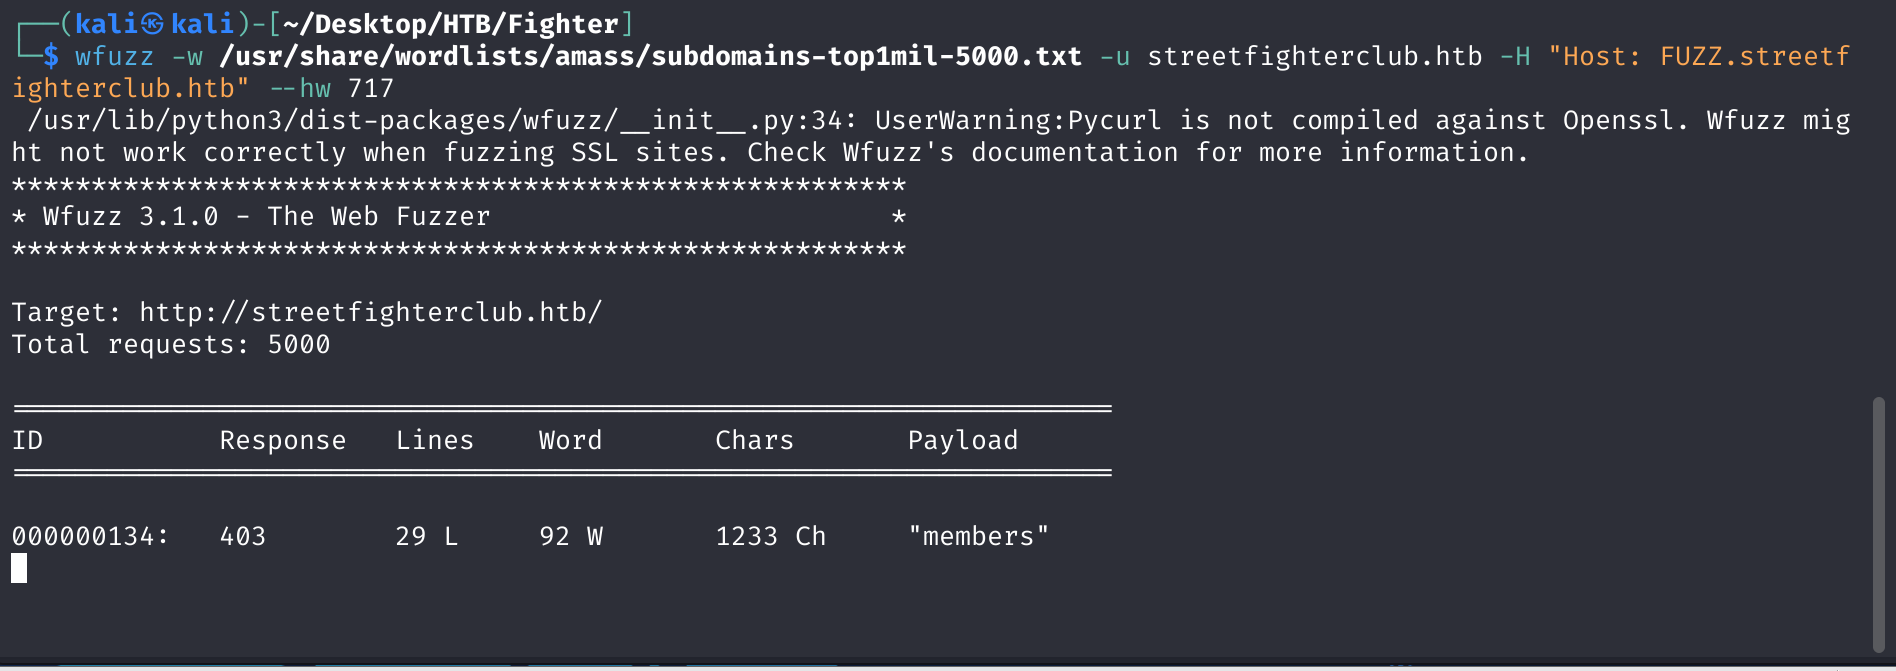 ┌──(kali㉿kali)-[~/Desktop/HTB/Fighter]
└─$ wfuzz -w /usr/share/wordlists/amass/subdomains-top1mil-5000.txt -u streetfighterclub.htb -H "Host: FUZZ.streetf
ighterclub.htb" --hw 717
 /usr/lib/python3/dist-packages/wfuzz/__init__.py:34: UserWarning:Pycurl is not compiled against Openssl. Wfuzz mig
ht not work correctly when fuzzing SSL sites. Check Wfuzz's documentation for more information.
********************************************************
* Wfuzz 3.1.0 - The Web Fuzzer                         *
********************************************************

Target: http://streetfighterclub.htb/
Total requests: 5000

=====================================================================
ID           Response   Lines    Word       Chars       Payload
=====================================================================

000000134:   403        29 L     92 W       1233 Ch     "members"